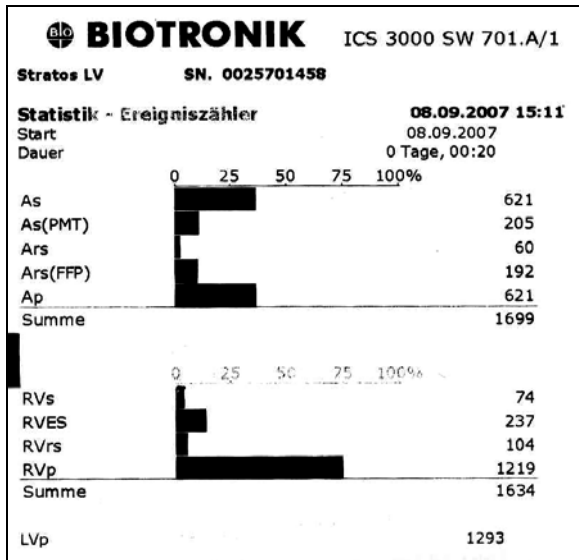 BIO BIOTRONIK ICS 3000 SW 701.A/1
Stratos LV SN. 0025701458
Statistik - Ereigniszähler 08.09.2007 15:11
Start 08.09.2007
Dauer 0 Tage, 00:20
0 25 50 75 100%
As 621
As(PMT) 205
Ars 60
Ars(FFP) 192
Ap 621
Summe 1699
0 25 50 75 100%
RVs 74
RVES 237
RVrs 104
RVp 1219
Summe 1634
LVp 1293